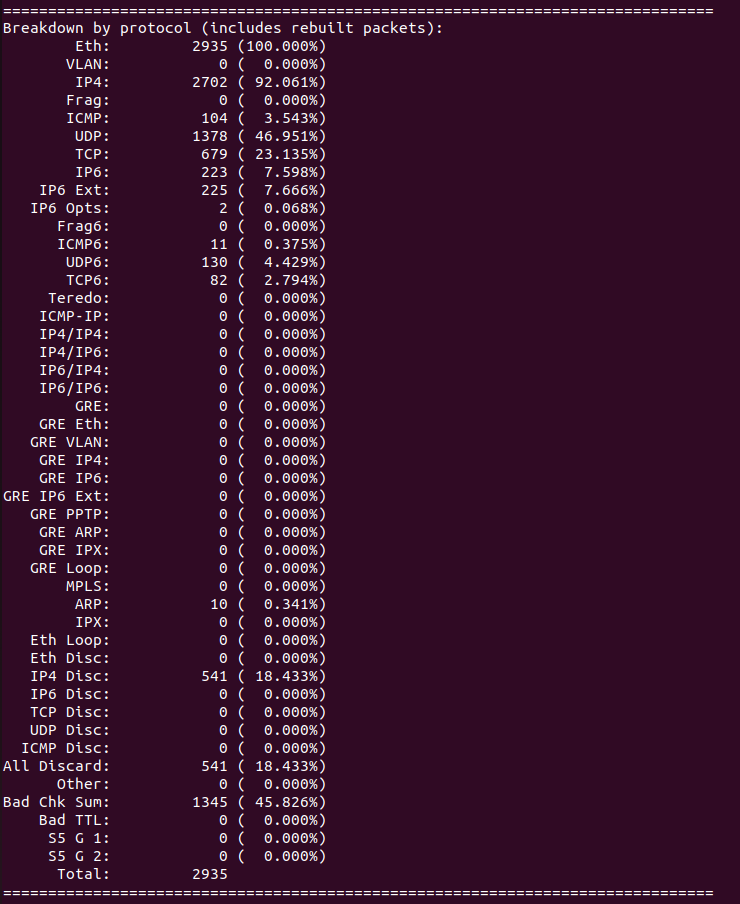 ===============================================================================
Breakdown by protocol (includes rebuilt packets):
        Eth:         2935 (100.000%)
       VLAN:            0 (  0.000%)
        IP4:         2702 ( 92.061%)
       Frag:            0 (  0.000%)
       ICMP:          104 (  3.543%)
        UDP:         1378 ( 46.951%)
        TCP:          679 ( 23.135%)
        IP6:          223 (  7.598%)
    IP6 Ext:          225 (  7.666%)
   IP6 Opts:            2 (  0.068%)
      Frag6:            0 (  0.000%)
      ICMP6:           11 (  0.375%)
       UDP6:          130 (  4.429%)
       TCP6:           82 (  2.794%)
     Teredo:            0 (  0.000%)
    ICMP-IP:            0 (  0.000%)
    IP4/IP4:            0 (  0.000%)
    IP4/IP6:            0 (  0.000%)
    IP6/IP4:            0 (  0.000%)
    IP6/IP6:            0 (  0.000%)
        GRE:            0 (  0.000%)
    GRE Eth:            0 (  0.000%)
   GRE VLAN:            0 (  0.000%)
    GRE IP4:            0 (  0.000%)
    GRE IP6:            0 (  0.000%)
GRE IP6 Ext:            0 (  0.000%)
   GRE PPTP:            0 (  0.000%)
    GRE ARP:            0 (  0.000%)
    GRE IPX:            0 (  0.000%)
   GRE Loop:            0 (  0.000%)
       MPLS:            0 (  0.000%)
        ARP:           10 (  0.341%)
        IPX:            0 (  0.000%)
   Eth Loop:            0 (  0.000%)
   Eth Disc:            0 (  0.000%)
   IP4 Disc:          541 ( 18.433%)
   IP6 Disc:            0 (  0.000%)
   TCP Disc:            0 (  0.000%)
   UDP Disc:            0 (  0.000%)
  ICMP Disc:            0 (  0.000%)
All Discard:          541 ( 18.433%)
      Other:            0 (  0.000%)
Bad Chk Sum:         1345 ( 45.826%)
    Bad TTL:            0 (  0.000%)
     S5 G 1:            0 (  0.000%)
     S5 G 2:            0 (  0.000%)
      Total:         2935
===============================================================================